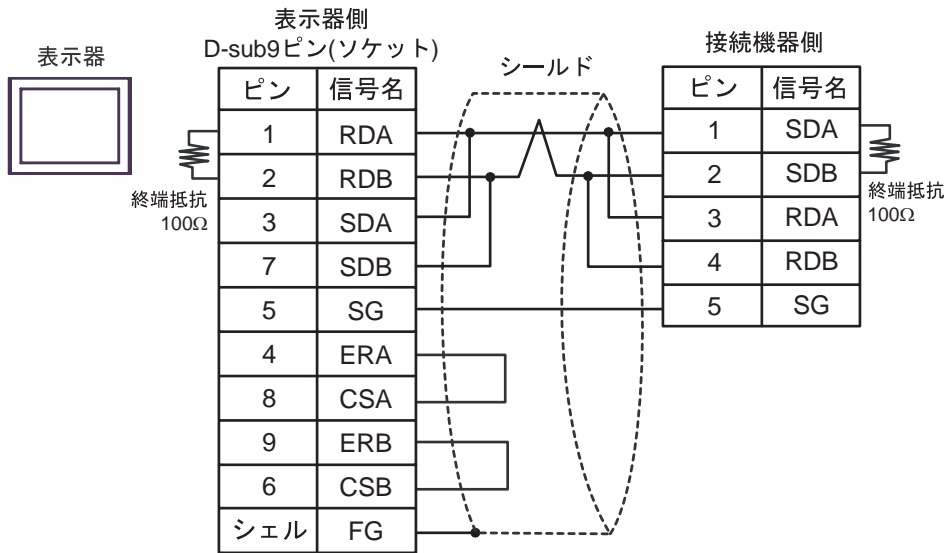 表示器側
D-sub9ピン(ソケット)
表示器
シールド
接続機器側
ピン 信号名
1 RDA
2 RDB
3 SDA
7 SDB
5 SG
4 ERA
8 CSA
9 ERB
6 CSB
シェル FG
終端抵抗
100Ω
ピン 信号名
1 SDA
2 SDB
3 RDA
4 RDB
5 SG
終端抵抗
100Ω